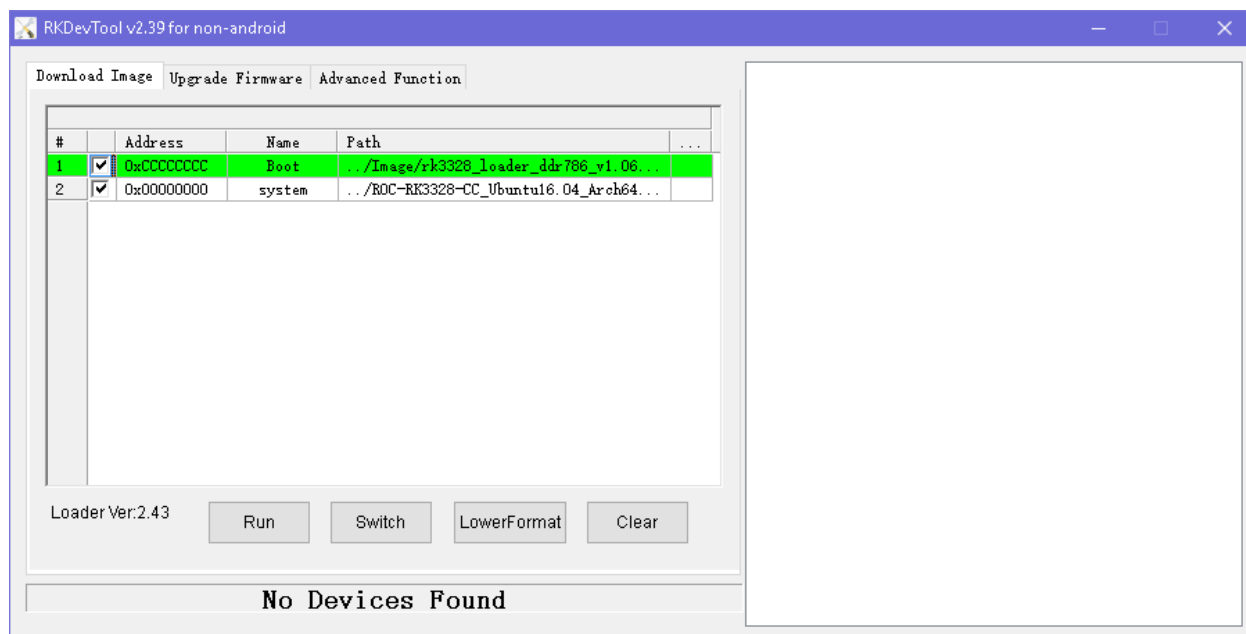 RKDevTool v2.39 for non-android
Download Image Upgrade Firmware Advanced Function
# Address Name Path ...
1 0xCCCCCCCC Boot ../Image/rk3328_loader_ddr786_v1.06...
2 0x00000000 system ../ROC-RK3328-CC_Ubuntu16.04_Arch64...
Loader Ver:2.43 Run Switch LowerFormat Clear
No Devices Found